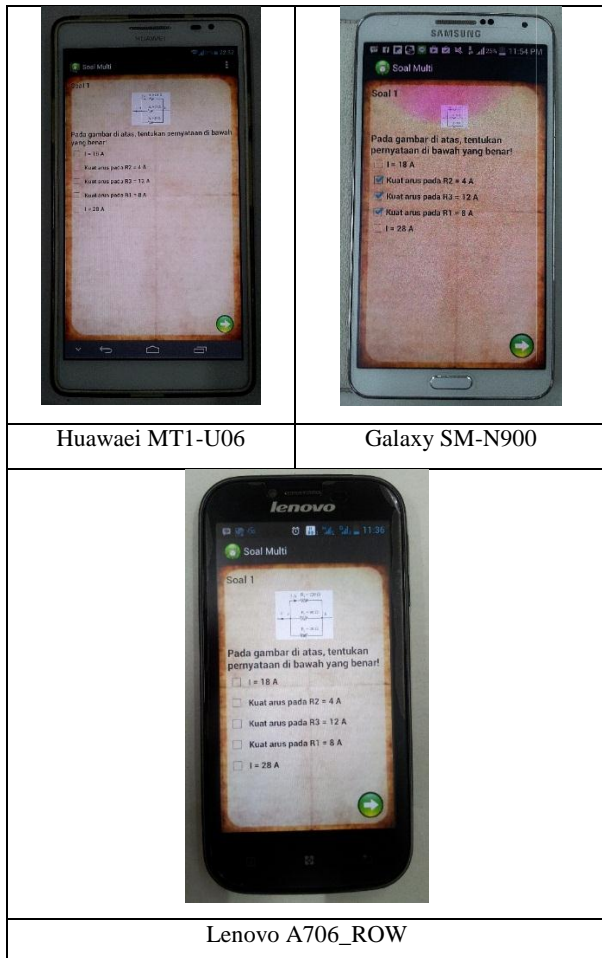 HUAWEI
Soal Multi
Soal 1
Pada gambar di atas, tentukan pernyataan di bawah
yang benar!
I = 18 A
Kuat arus pada R2 = 4 A
Kuat arus pada R3 = 12 A
Kuat arus pada R1 = 8 A
I = 28 A
SAMSUNG
11:54 PM
Soal Multi
Soal 1
Pada gambar di atas, tentukan
pernyataan di bawah yang benar!
I = 18 A
Kuat arus pada R2 = 4 A
Kuat arus pada R3 = 12 A
Kuat arus pada R1 = 8 A
I = 28 A
Huawaei MT1-U06
Galaxy SM-N900
lenovo
11:36
Soal Multi
Soal 1
Pada gambar di atas, tentukan
pernyataan di bawah yang benar!
I = 18 A
Kuat arus pada R2 = 4 A
Kuat arus pada R3 = 12 A
Kuat arus pada R1 = 8 A
I = 28 A
Lenovo A706_ROW